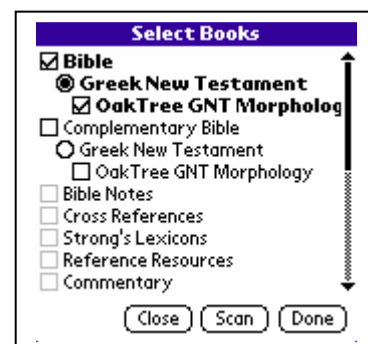 Select Books
Bible
Greek New Testament
OakTree GNT Morpholog
Complementary Bible
Greek New Testament
OakTree GNT Morphology
Bible Notes
Cross References
Strong's Lexicons
Reference Resources
Commentary
Close Scan Done